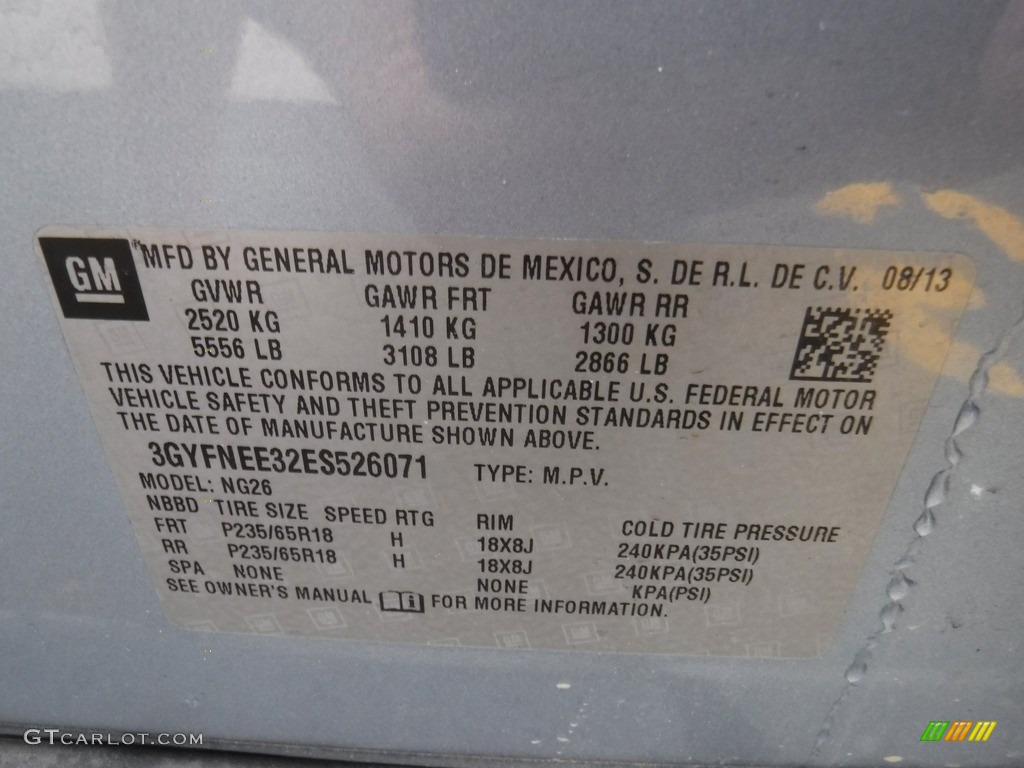 GM
MFD BY GENERAL MOTORS DE MEXICO, S. DE R.L. DE C.V. 08/13
GVWR GAWR FRT GAWR RR
2520 KG 1410 KG 1300 KG
5556 LB 3108 LB 2866 LB
THIS VEHICLE CONFORMS TO ALL APPLICABLE U.S. FEDERAL MOTOR
VEHICLE SAFETY AND THEFT PREVENTION STANDARDS IN EFFECT ON
THE DATE OF MANUFACTURE SHOWN ABOVE.
3GYFNEE32ES526071 TYPE: M.P.V.
MODEL: NG26
NBBD TIRE SIZE SPEED RTG RIM COLD TIRE PRESSURE
FRT P235/65R18 H 18X8J 240KPA(35PSI)
RR P235/65R18 H 18X8J 240KPA(35PSI)
SPA NONE NONE KPA(PSI)
SEE OWNER'S MANUAL i FOR MORE INFORMATION.
GTCARLOT.COM